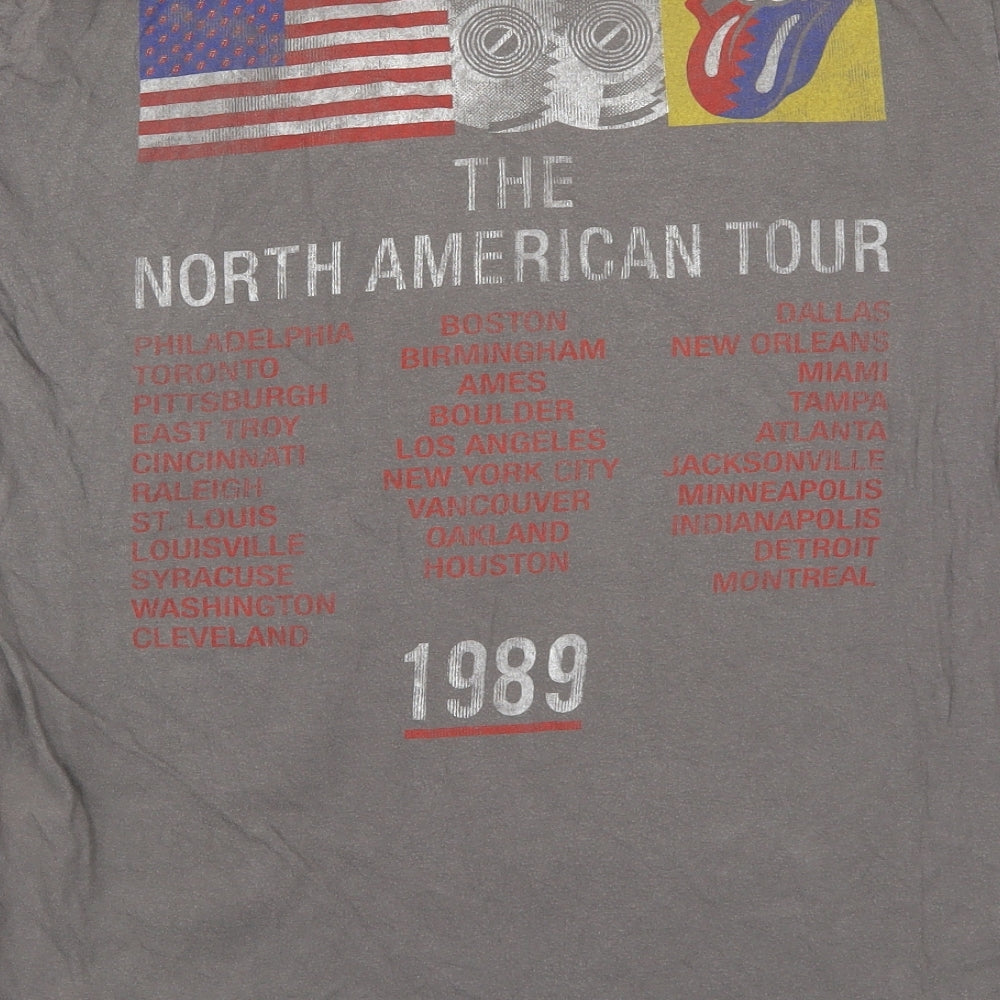 THE
NORTH AMERICAN TOUR
PHILADELPHIA
TORONTO
PITTSBURGH
EAST TROY
CINCINNATI
RALEIGH
ST. LOUIS
LOUISVILLE
SYRACUSE
WASHINGTON
CLEVELAND
BOSTON
BIRMINGHAM
AMES
BOULDER
LOS ANGELES
NEW YORK CITY
VANCOUVER
OAKLAND
HOUSTON
DALLAS
NEW ORLEANS
MIAMI
TAMPA
ATLANTA
JACKSONVILLE
MINNEAPOLIS
INDIANAPOLIS
DETROIT
MONTREAL
1989